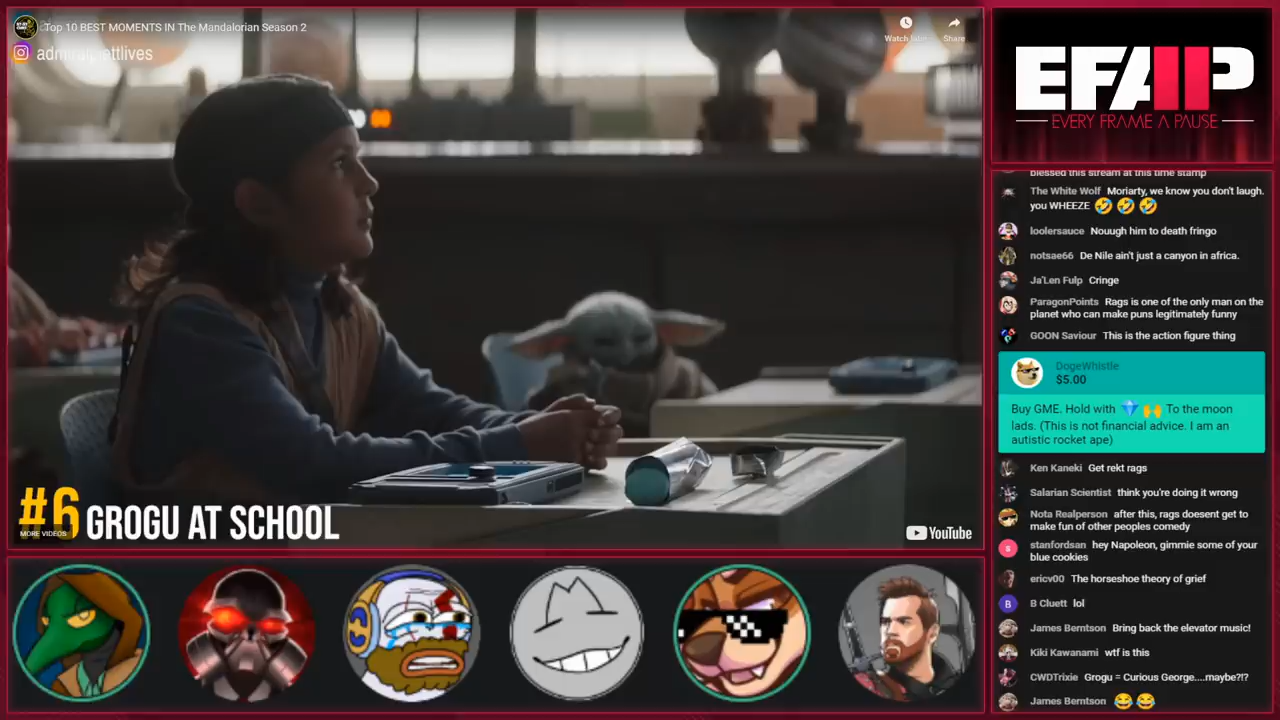 Top 10 BEST MOMENTS IN The Mandalorian Season 2
Watch later
Share
#6 GROGU AT SCHOOL
MORE VIDEOS
YouTube
EFAP
EVERY FRAME A PAUSE
blessed this stream at this time stamp
The White Wolf Moriarty, we know you don't laugh.
you WHEEZE 🤣 🤣 🤣
loolersauce Nouugh him to death fringo
notsae66 De Nile ain't just a canyon in africa.
Ja'Len Fulp Cringe
ParagonPoints Rags is one of the only man on the
planet who can make puns legitimately funny
GOON Saviour This is the action figure thing
DogeWhistle
$5.00
Buy GME. Hold with 💎 🙌 To the moon
lads. (This is not financial advice. I am an
autistic rocket ape)
Ken Kaneki Get rekt rags
Salarian Scientist think you're doing it wrong
Nota Realperson after this, rags doesent get to
make fun of other peoples comedy
stanfordsan hey Napoleon, gimmie some of your
blue cookies
ericv00 The horseshoe theory of grief
B Cluett lol
James Berntson Bring back the elevator music!
Kiki Kawanami wtf is this
CWDTrixie Grogu = Curious George....maybe?!?
James Berntson 😂 😂